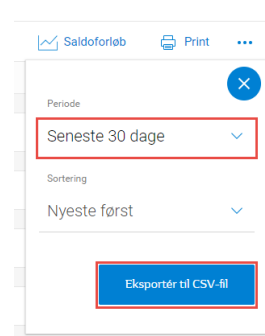 Saldoforløb Print
Periode
Seneste 30 dage
Sortering
Nyeste først
Eksportér til CSV-fil